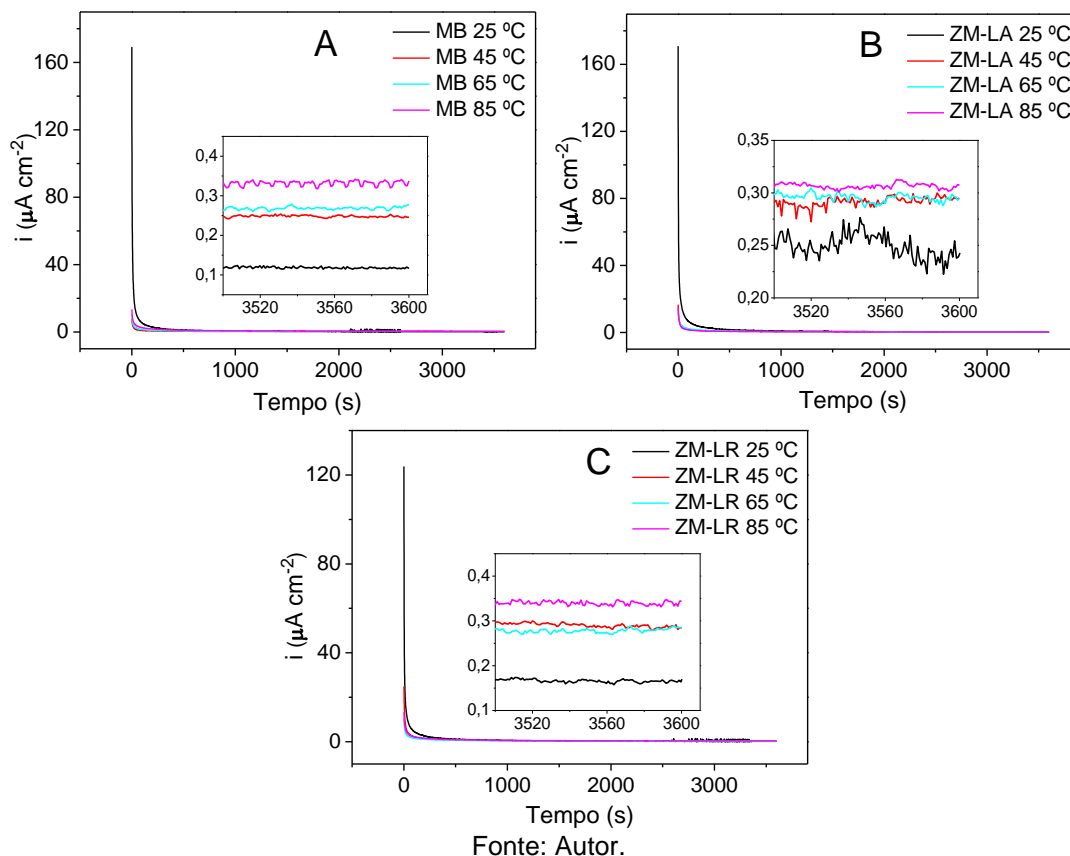 A
MB 25 ºC
MB 45 ºC
MB 65 ºC
MB 85 ºC
i (μA cm-2)
160
120
80
40
0
0,4
0,3
0,2
0,1
3520 3560 3600
0 1000 2000 3000
Tempo (s)
B
ZM-LA 25 ºC
ZM-LA 45 ºC
ZM-LA 65 ºC
ZM-LA 85 ºC
i (μA cm-2)
160
120
80
40
0
0,35
0,30
0,25
0,20
3520 3560 3600
0 1000 2000 3000
Tempo (s)
C
ZM-LR 25 ºC
ZM-LR 45 ºC
ZM-LR 65 ºC
ZM-LR 85 ºC
i (μA cm-2)
120
80
40
0
0,4
0,3
0,2
0,1
3520 3560 3600
0 1000 2000 3000
Tempo (s)
Fonte: Autor.